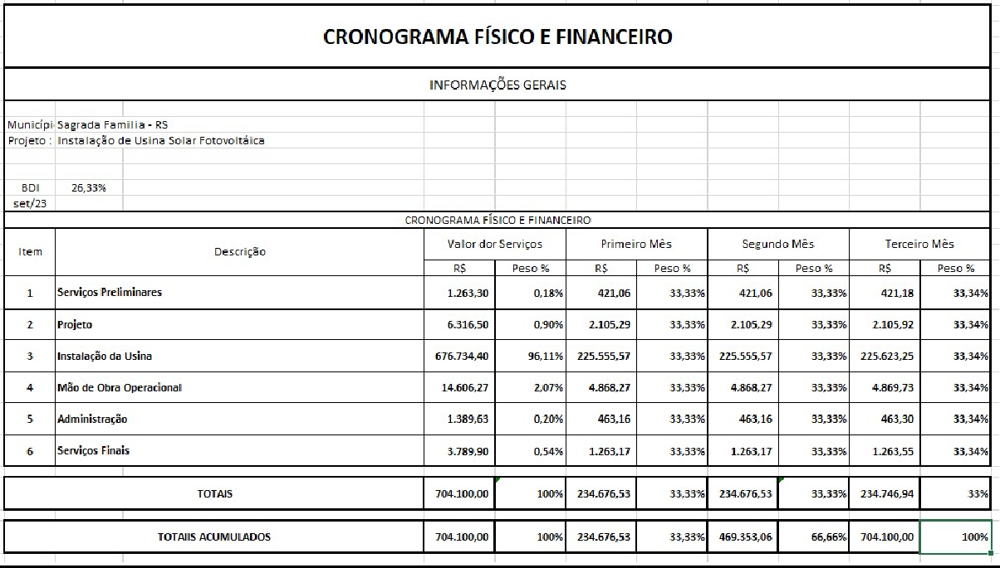 CRONOGRAMA FÍSICO E FINANCEIRO
INFORMAÇÕES GERAIS
Municípi Sagrada Familia - RS
Projeto : Instalação de Usina Solar Fotovoltáica
BDI 26,33%
set/23
CRONOGRAMA FÍSICO E FINANCEIRO
Item Descrição Valor dor Serviços Primeiro Mês Segundo Mês Terceiro Mês
R$ Peso % R$ Peso % R$ Peso % R$ Peso %
1 Serviços Preliminares 1.263,30 0,18% 421,06 33,33% 421,06 33,33% 421,18 33,34%
2 Projeto 6.316,50 0,90% 2.105,29 33,33% 2.105,29 33,33% 2.105,92 33,34%
3 Instalação da Usina 676.734,40 96,11% 225.555,57 33,33% 225.555,57 33,33% 225.623,25 33,34%
4 Mão de Obra Operacional 14.606,27 2,07% 4.868,27 33,33% 4.868,27 33,33% 4.869,73 33,34%
5 Administração 1.389,63 0,20% 463,16 33,33% 463,16 33,33% 463,30 33,34%
6 Serviços Finais 3.789,90 0,54% 1.263,17 33,33% 1.263,17 33,33% 1.263,55 33,34%
TOTAIS 704.100,00 100% 234.676,53 33,33% 234.676,53 33,33% 234.746,94 33%
TOTAIIS ACUMULADOS 704.100,00 100% 234.676,53 33,33% 469.353,06 66,66% 704.100,00 100%